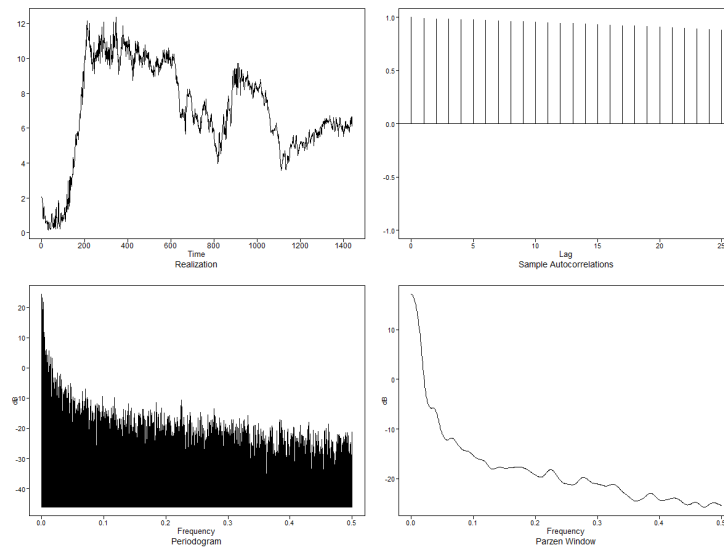 12
10
8
6
4
2
0
0 200 400 600 800 1000 1200 1400
Time
Realization
1.0
0.5
0.0
-0.5
-1.0
0 5 10 15 20 25
Lag
Sample Autocorrelations
20
0
dB
-20
-40
0.0 0.1 0.2 0.3 0.4 0.5
Frequency
Periodogram
10
0
dB
-10
-20
0.0 0.1 0.2 0.3 0.4 0.5
Frequency
Parzen Window